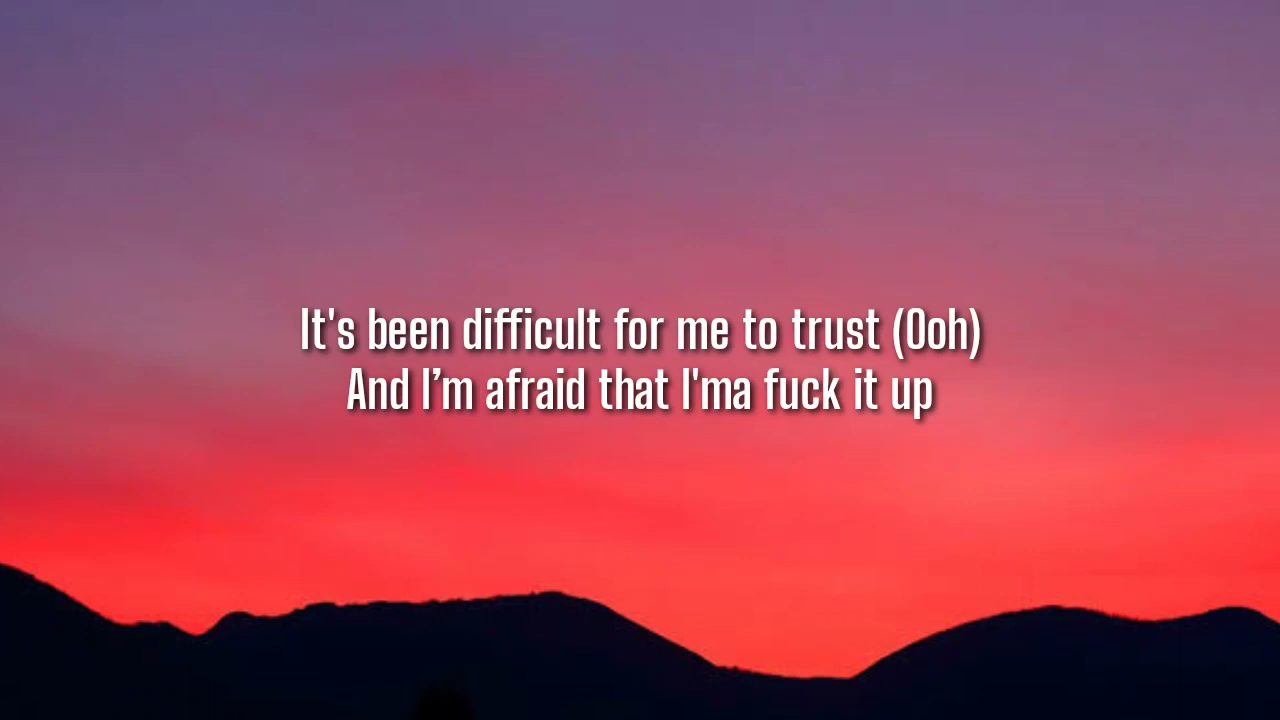 It's been difficult for me to trust (Ooh)
And I’m afraid that I'ma fuck it up